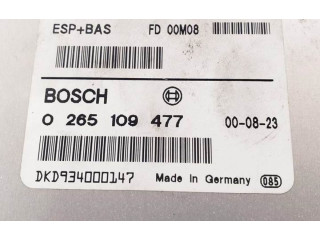 ESP+BAS FD 00M08
BOSCH
0 265 109 477 00-08-23
DKD934000147 Made in Germany 085